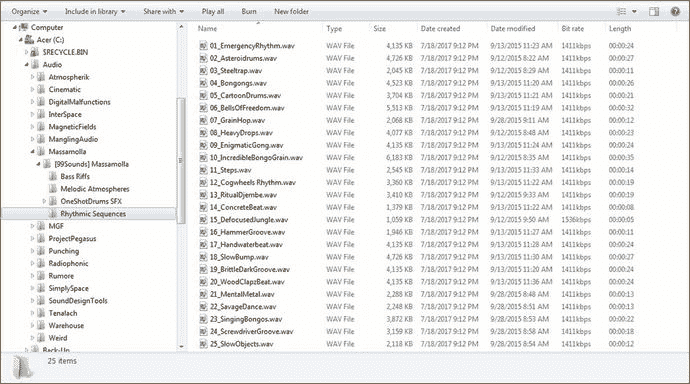 Organize Include in library Share with Play all Burn New folder
Computer
Acer (C:)
$RECYCLE.BIN
Audio
Atmospherik
Cinematic
DigitalMalfunctions
InterSpace
MagneticFields
ManglingAudio
Massamolla
[99Sounds] Massamolla
Bass Riffs
Melodic Atmospheres
OneShotDrums SFX
Rhythmic Sequences
MGF
ProjectPegasus
Punching
Radiophonic
Rumore
SimplySpace
SoundDesignTools
Tenalach
Warehouse
Weird
Back-Up
Name Type Size Date created Date modified Bit rate Length
01_EmergencyRhythm.wav WAV File 4,135 KB 7/18/2017 9:12 PM 9/13/2015 11:23 AM 1411kbps 00:00:24
02_Asteroidrums.wav WAV File 4,726 KB 7/18/2017 9:12 PM 9/12/2015 8:22 AM 1411kbps 00:00:27
03_Steeltrap.wav WAV File 2,045 KB 7/18/2017 9:12 PM 9/12/2015 8:29 AM 1411kbps 00:00:11
04_Bongongs.wav WAV File 4,523 KB 7/18/2017 9:12 PM 9/13/2015 11:20 AM 1411kbps 00:00:26
05_CartoonDrums.wav WAV File 3,704 KB 7/18/2017 9:12 PM 9/13/2015 11:21 AM 1411kbps 00:00:21
06_BellsOfFreedom.wav WAV File 5,513 KB 7/18/2017 9:12 PM 9/13/2015 11:19 AM 1411kbps 00:00:32
07_GrainHop.wav WAV File 2,068 KB 7/18/2017 9:12 PM 9/28/2015 9:11 AM 1411kbps 00:00:12
08_HeavyDrops.wav WAV File 4,077 KB 7/18/2017 9:12 PM 9/12/2015 8:48 AM 1411kbps 00:00:23
09_EnigmaticGong.wav WAV File 4,135 KB 7/18/2017 9:12 PM 9/13/2015 11:21 AM 1411kbps 00:00:24
10_IncredibleBongoGrain.wav WAV File 6,183 KB 7/18/2017 9:12 PM 9/12/2015 8:34 AM 1411kbps 00:00:35
11_Steps.wav WAV File 2,545 KB 7/18/2017 9:12 PM 9/13/2015 11:33 AM 1411kbps 00:00:14
12_Cogwheels Rhythm.wav WAV File 3,360 KB 7/18/2017 9:12 PM 9/13/2015 11:22 AM 1411kbps 00:00:19
13_RitualDjembe.wav WAV File 3,410 KB 7/18/2017 9:12 PM 9/12/2015 9:33 AM 1411kbps 00:00:19
14_ConcreteBeat.wav WAV File 1,379 KB 7/18/2017 9:12 PM 9/13/2015 11:22 AM 1411kbps 00:00:08
15_DefocusedJungle.wav WAV File 1,059 KB 7/18/2017 9:12 PM 9/12/2015 9:50 AM 1536kbps 00:00:05
16_HammerGroove.wav WAV File 1,946 KB 7/18/2017 9:12 PM 9/13/2015 11:27 AM 1411kbps 00:00:11
17_Handwaterbeat.wav WAV File 4,135 KB 7/18/2017 9:12 PM 9/13/2015 11:28 AM 1411kbps 00:00:24
18_SlowBump.wav WAV File 4,726 KB 7/18/2017 9:12 PM 9/13/2015 11:30 AM 1411kbps 00:00:27
19_BrittleDarkGroove.wav WAV File 4,135 KB 7/18/2017 9:12 PM 9/13/2015 11:20 AM 1411kbps 00:00:24
20_WoodClapzBeat.wav WAV File 4,135 KB 7/18/2017 9:12 PM 9/13/2015 11:36 AM 1411kbps 00:00:24
21_MentalMetal.wav WAV File 2,288 KB 7/18/2017 9:12 PM 9/28/2015 8:48 AM 1411kbps 00:00:13
22_SavageDance.wav WAV File 2,248 KB 7/18/2017 9:12 PM 9/28/2015 8:51 AM 1411kbps 00:00:13
23_SingingBongos.wav WAV File 3,872 KB 7/18/2017 9:12 PM 9/28/2015 8:54 AM 1411kbps 00:00:22
24_ScrewdriverGroove.wav WAV File 3,159 KB 7/18/2017 9:12 PM 9/28/2015 8:58 AM 1411kbps 00:00:18
25_SlowObjects.wav WAV File 2,118 KB 7/18/2017 9:12 PM 9/28/2015 8:53 AM 1411kbps 00:00:12
25 items